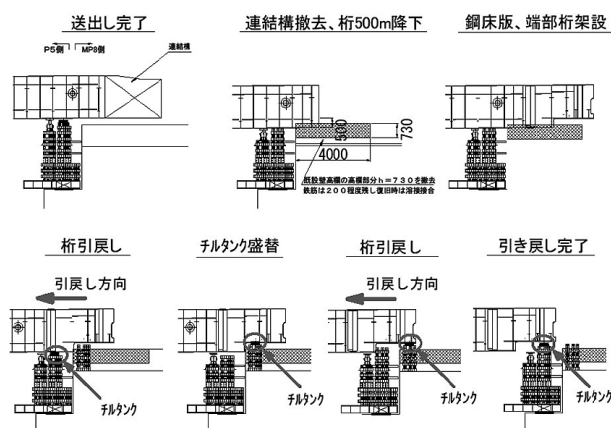 送出し完了
連結構撤去、桁500m降下
鋼床版、端部桁架設
P5側
MP8側
連結構
500
730
4000
既設壁高欄の高欄部分h=730を撤去
鉄筋は200程度残し復旧時は溶接接合
桁引戻し
チルタンク盛替
桁引戻し
引き戻し完了
引戻し方向
引戻し方向
チルタンク
チルタンク
チルタンク
チルタンク